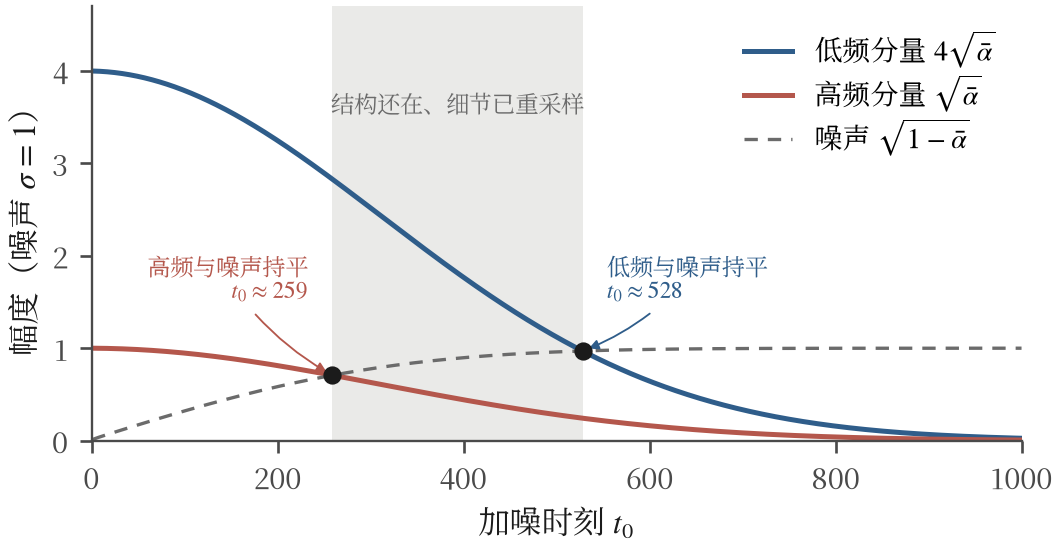 低频分量 4√ᾱ
高频分量 √ᾱ
噪声 √1 − ᾱ
结构还在、细节已重采样
高频与噪声持平
t₀ ≈ 259
低频与噪声持平
t₀ ≈ 528
幅度（噪声 σ = 1）
4
3
2
1
0
0 200 400 600 800 1000
加噪时刻 t₀